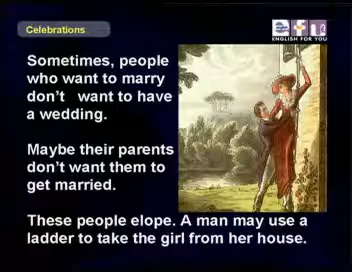 Celebrations
efu
ENGLISH FOR YOU
Sometimes, people
who want to marry
don't want to have
a wedding.
Maybe their parents
don't want them to
get married.
These people elope. A man may use a
ladder to take the girl from her house.